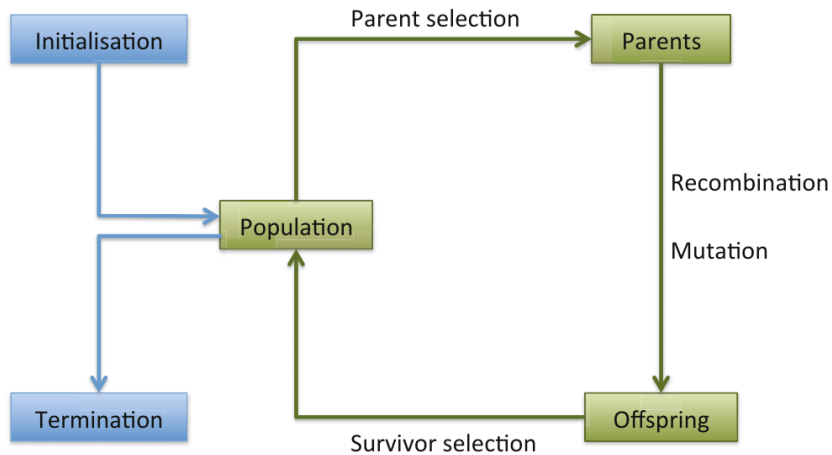 Parent selection
Initialisation
Parents
Recombination
Population
Mutation
Termination
Offspring
Survivor selection